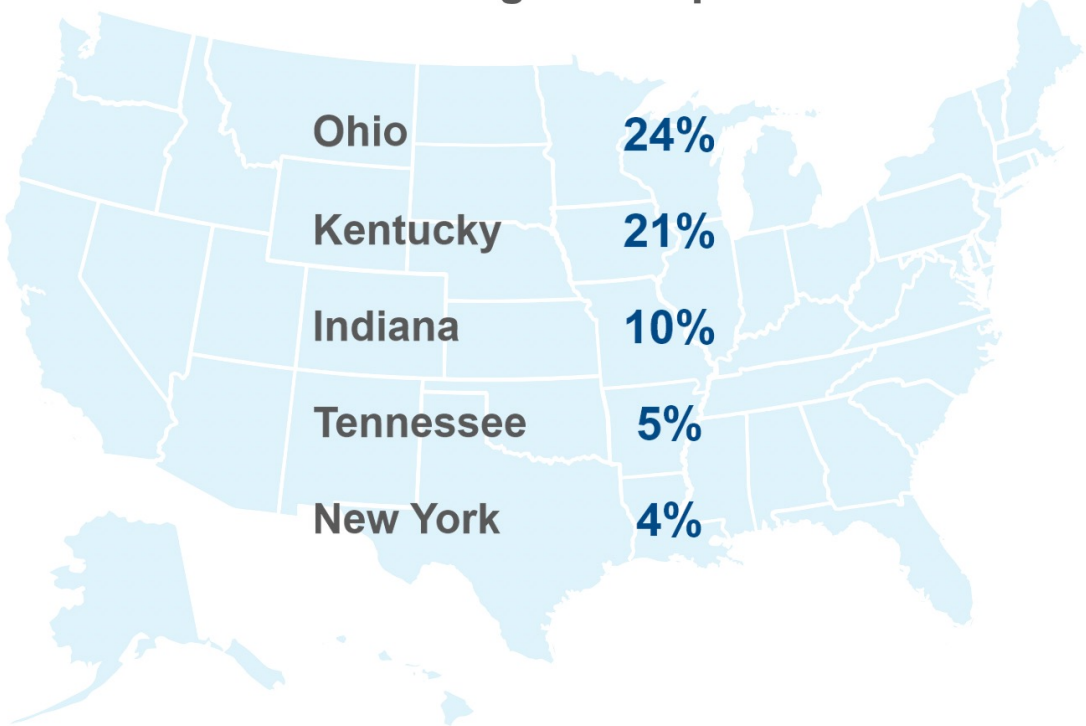 Ohio 24%
Kentucky 21%
Indiana 10%
Tennessee 5%
New York 4%